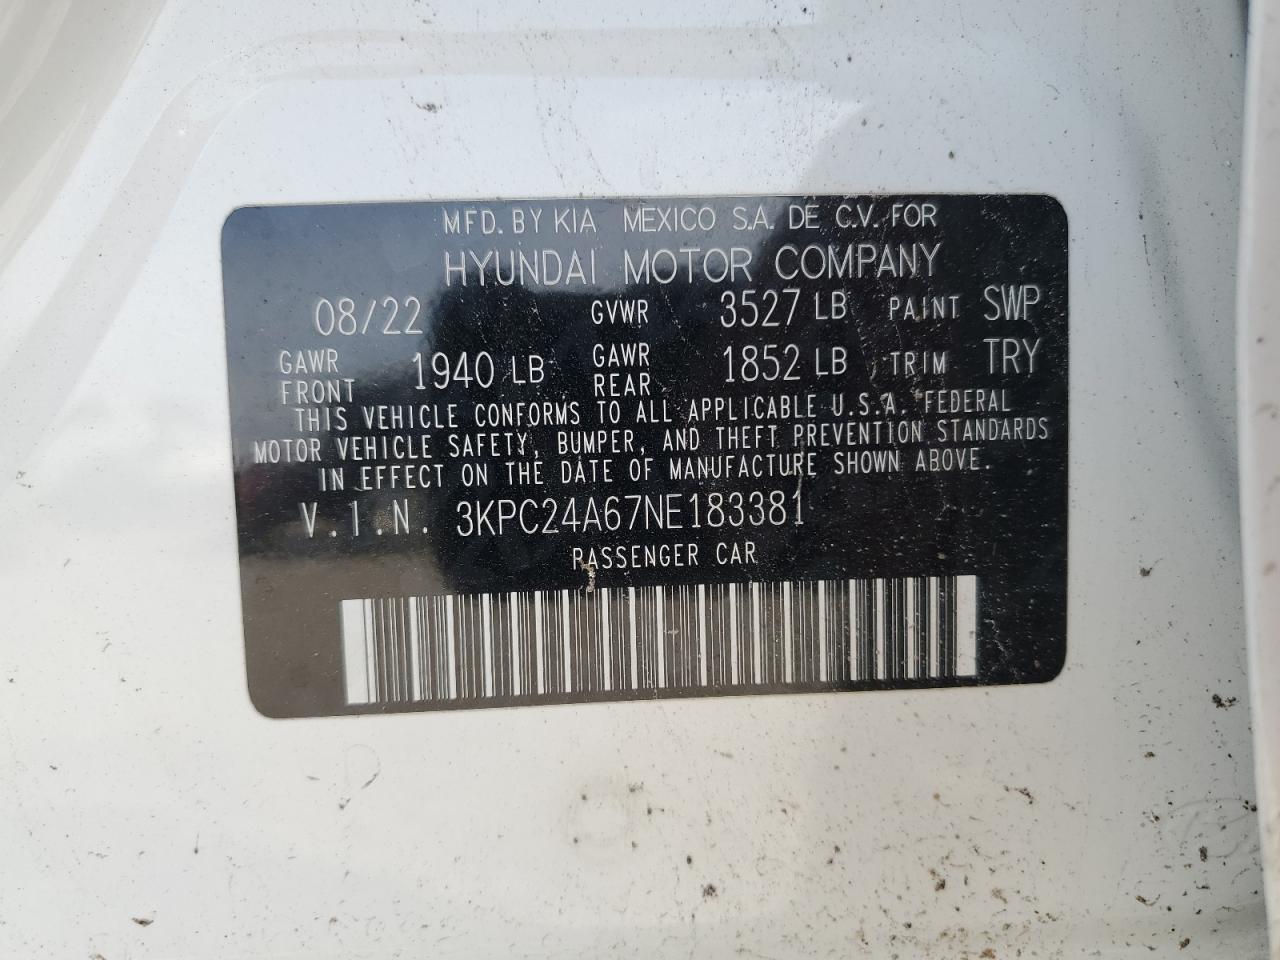 MFD. BY KIA MEXICO S.A. DE C.V. FOR
HYUNDAI MOTOR COMPANY
08/22 GVWR 3527 LB PAINT SWP
GAWR FRONT 1940 LB GAWR REAR 1852 LB TRIM TRY
THIS VEHICLE CONFORMS TO ALL APPLICABLE U.S.A. FEDERAL
MOTOR VEHICLE SAFETY, BUMPER, AND THEFT PREVENTION STANDARDS
IN EFFECT ON THE DATE OF MANUFACTURE SHOWN ABOVE.
V.I.N. 3KPC24A67NE183381
PASSENGER CAR